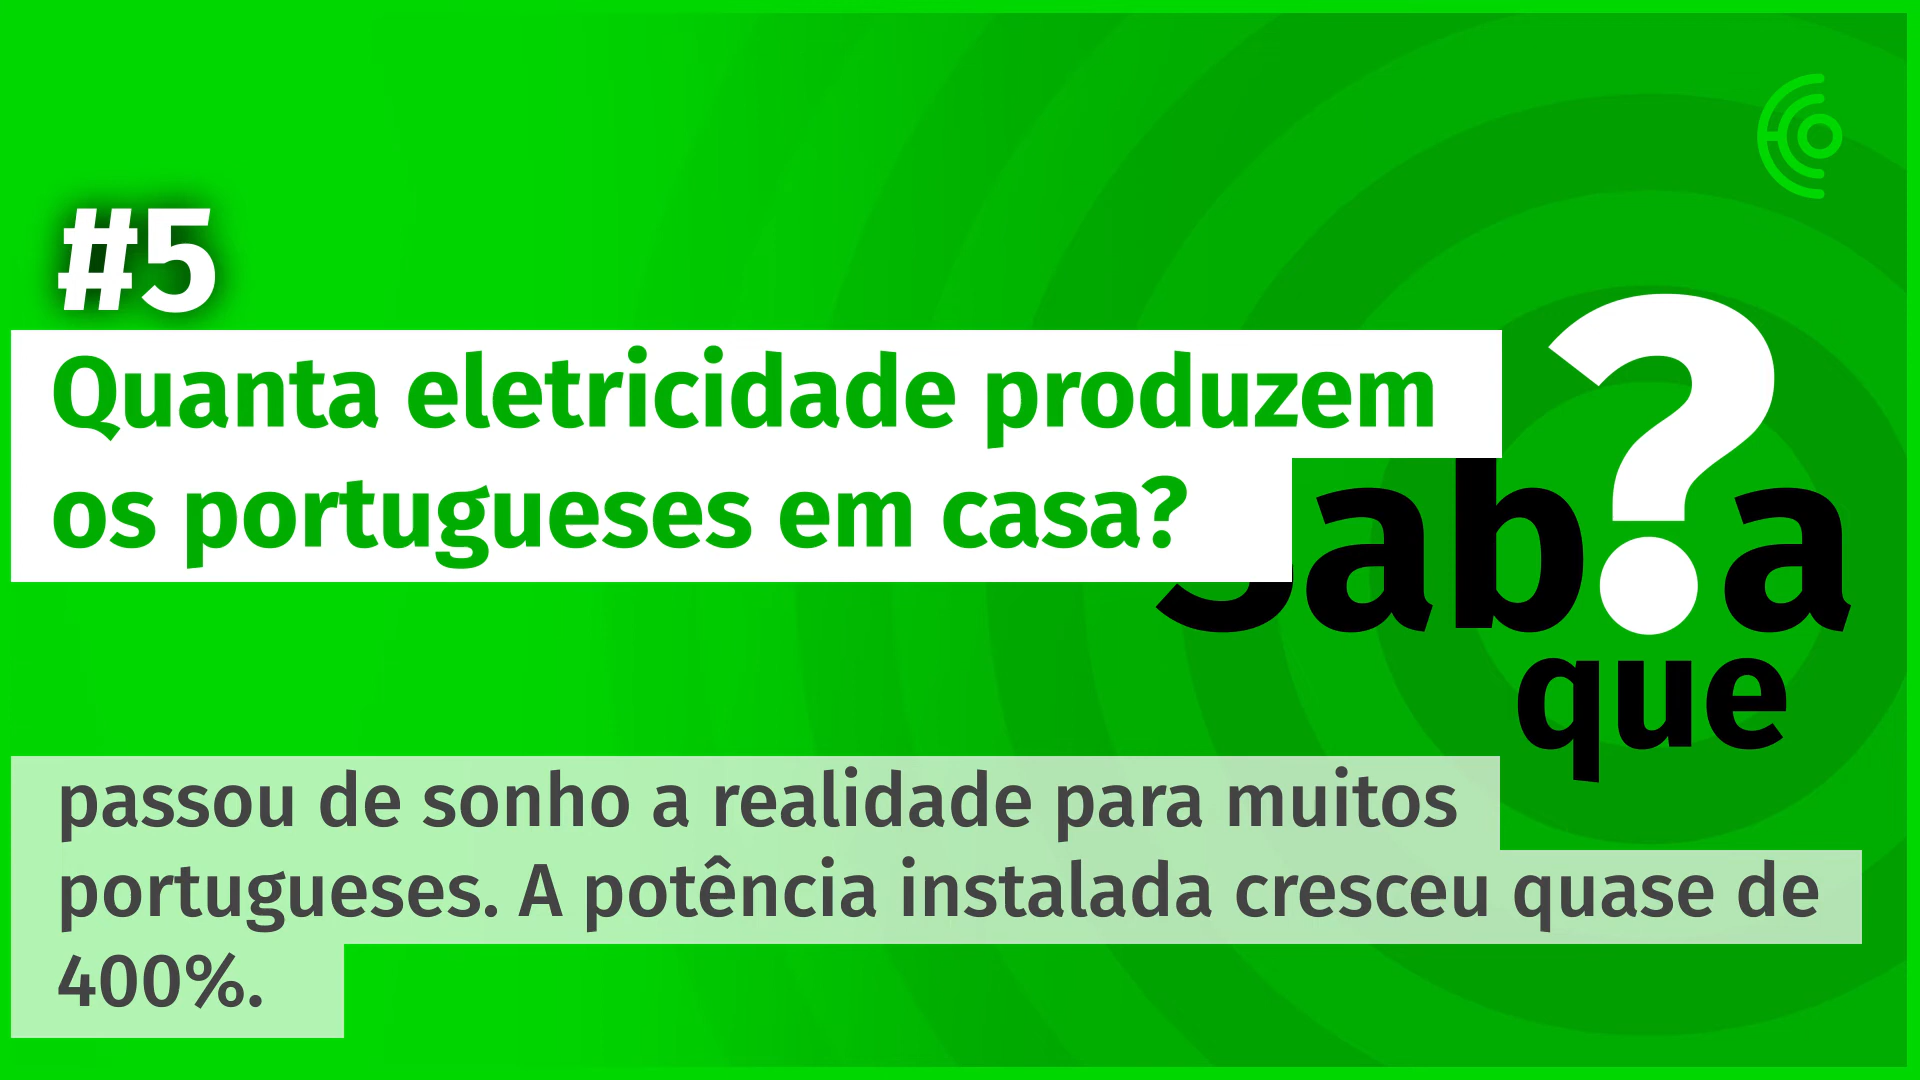 #5
Quanta eletricidade produzem
os portugueses em casa?
Sab?a
que
passou de sonho a realidade para muitos
portugueses. A potência instalada cresceu quase de
400%.